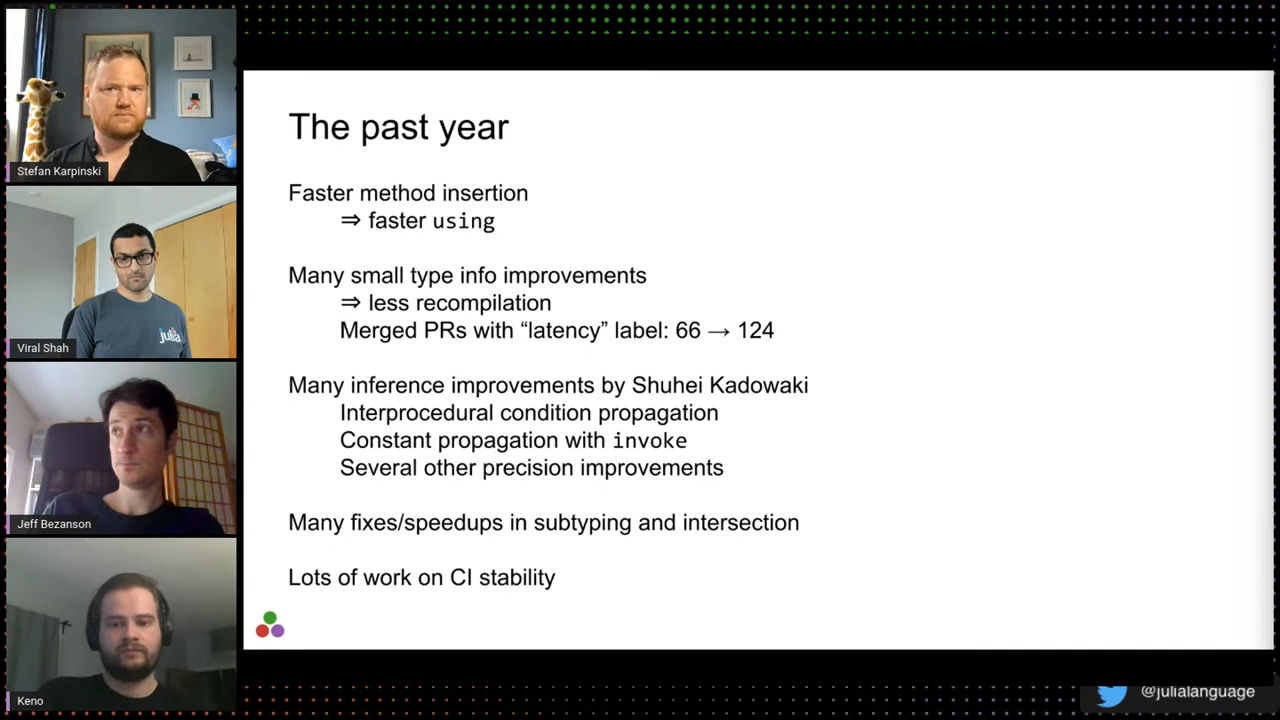 Stefan Karpinski
Viral Shah
julia
Jeff Bezanson
Keno
The past year
Faster method insertion
⇒ faster using
Many small type info improvements
⇒ less recompilation
Merged PRs with “latency” label: 66 → 124
Many inference improvements by Shuhei Kadowaki
Interprocedural condition propagation
Constant propagation with invoke
Several other precision improvements
Many fixes/speedups in subtyping and intersection
Lots of work on CI stability
@julialanguage